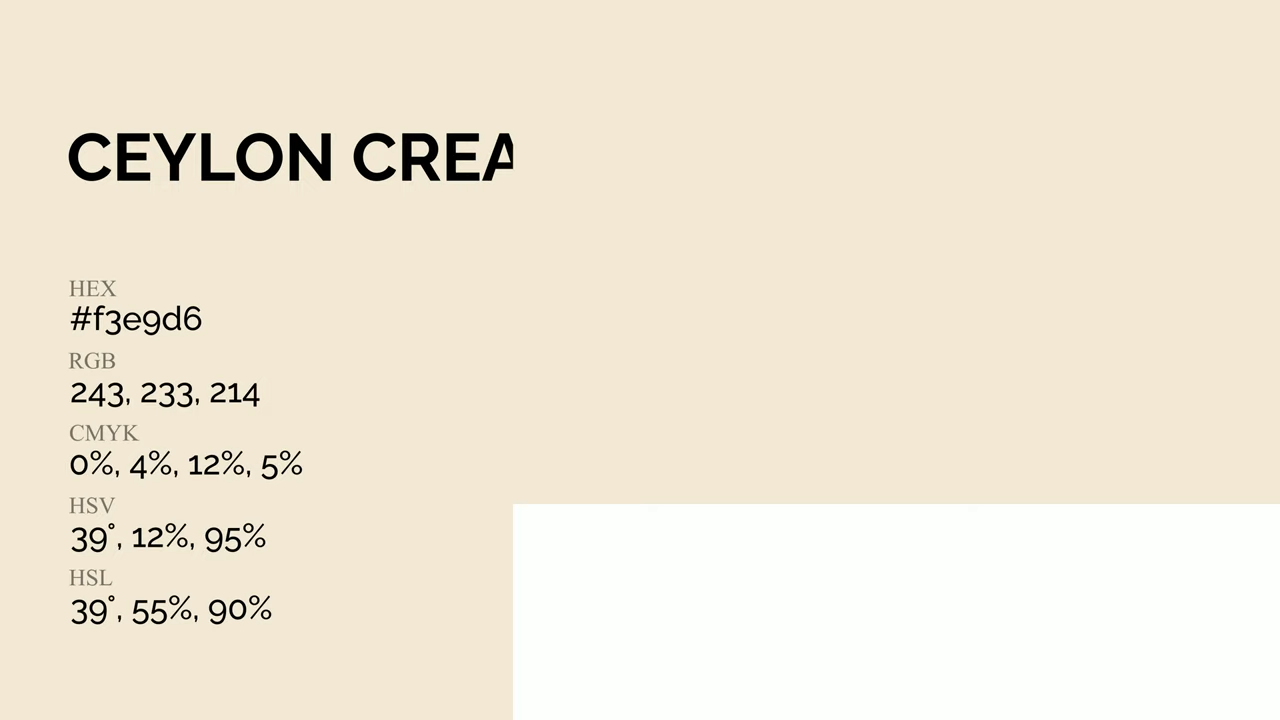 CEYLON CREA
HEX
#f3e9d6
RGB
243, 233, 214
CMYK
0%, 4%, 12%, 5%
HSV
39°, 12%, 95%
HSL
39°, 55%, 90%